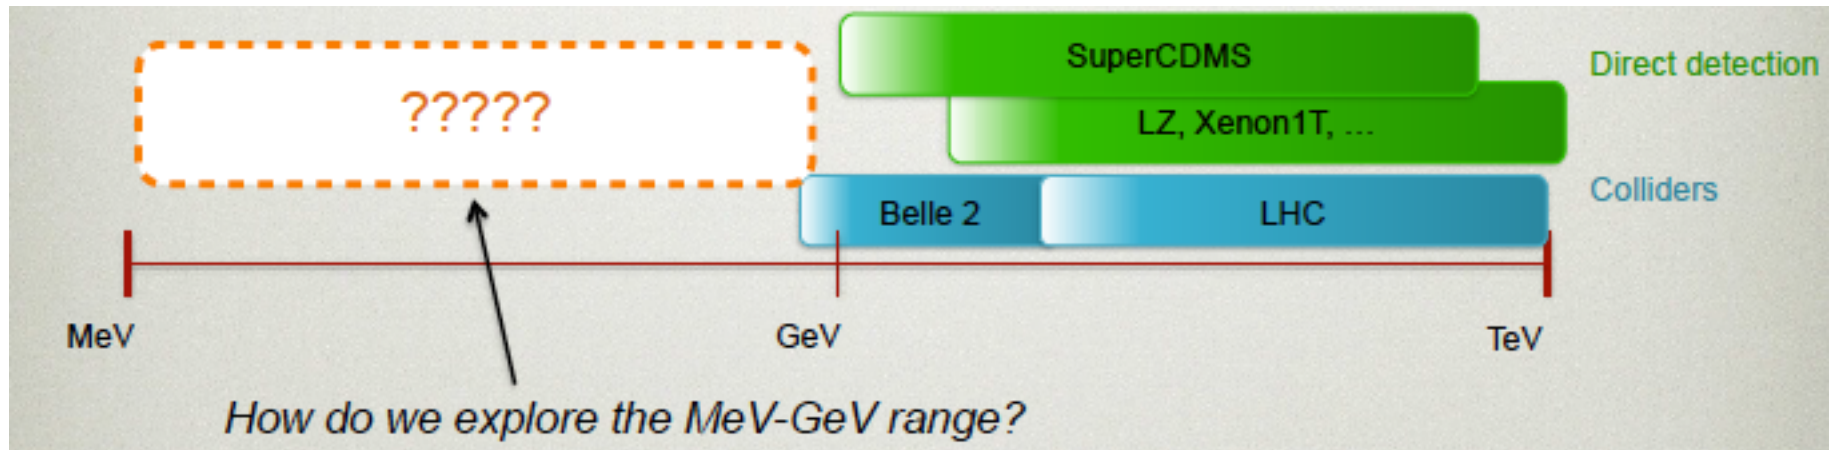 SuperCDMS
Direct detection
?????
LZ, Xenon1T, ...
Colliders
Belle 2
LHC
MeV
GeV
TeV
How do we explore the MeV-GeV range?